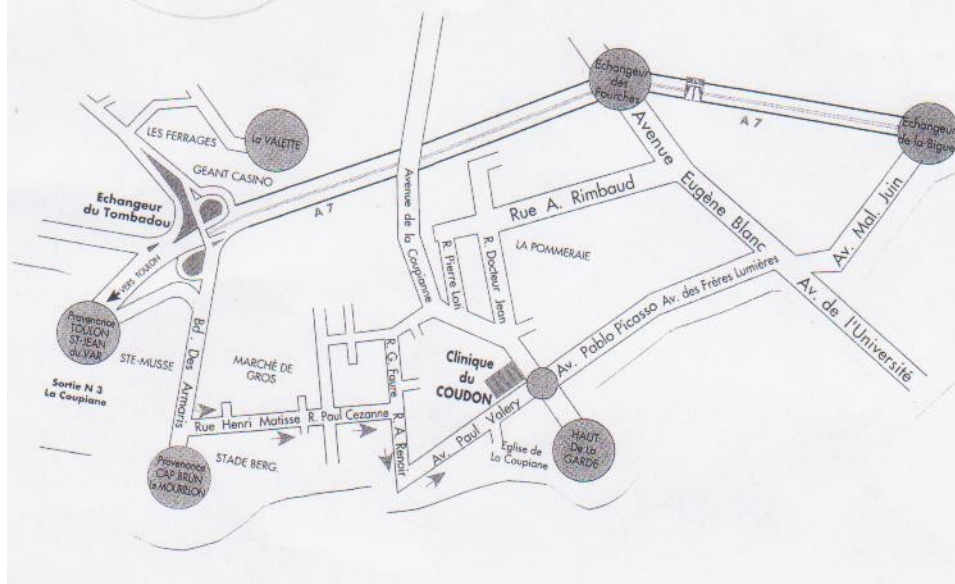 Echangeur
des
Fourches
A 7
Echangeur
de la Bigue
La VALETTE
LES FERRAGES
GEANT CASINO
Echangeur
du Tombadou
A 7
Avenue de la Coupianne
Avenue Eugène Blanc
Av. Mal. Juin
Rue A. Rimbaud
LA POMMERAIE
R. Pierre Loti
R. Docteur Jean
VERS TOULON
Provenance
TOULON
ST-JEAN
du VAR
Sortie N 3
La Coupiane
STE-MUSSE
Bd. Des Armaris
MARCHÉ DE
GROS
R. G. Faure
Clinique
du
COUDON
Av. Pablo Picasso
Av. des Frères Lumières
Av. de l'Université
Rue Henri Matisse
R. Paul Cezanne
R. A. Renoir
Av. Paul Valery
STADE BERG.
Provenance
CAP BRUN
Le MOURILLON
Eglise de
La Coupiane
HAUT
De La
GARDE